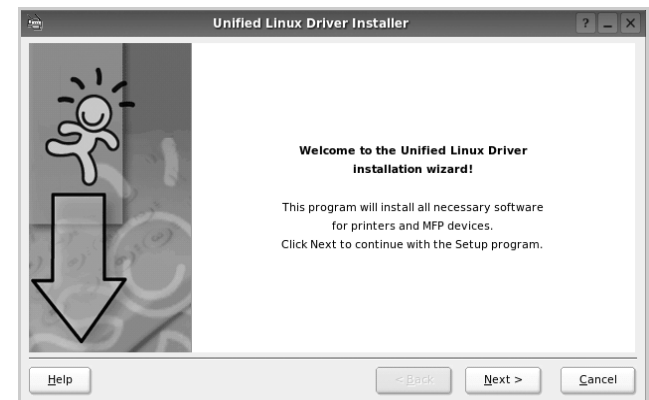 Unified Linux Driver Installer
Welcome to the Unified Linux Driver
installation wizard!
This program will install all necessary software
for printers and MFP devices.
Click Next to continue with the Setup program.
Help
< Back
Next >
Cancel